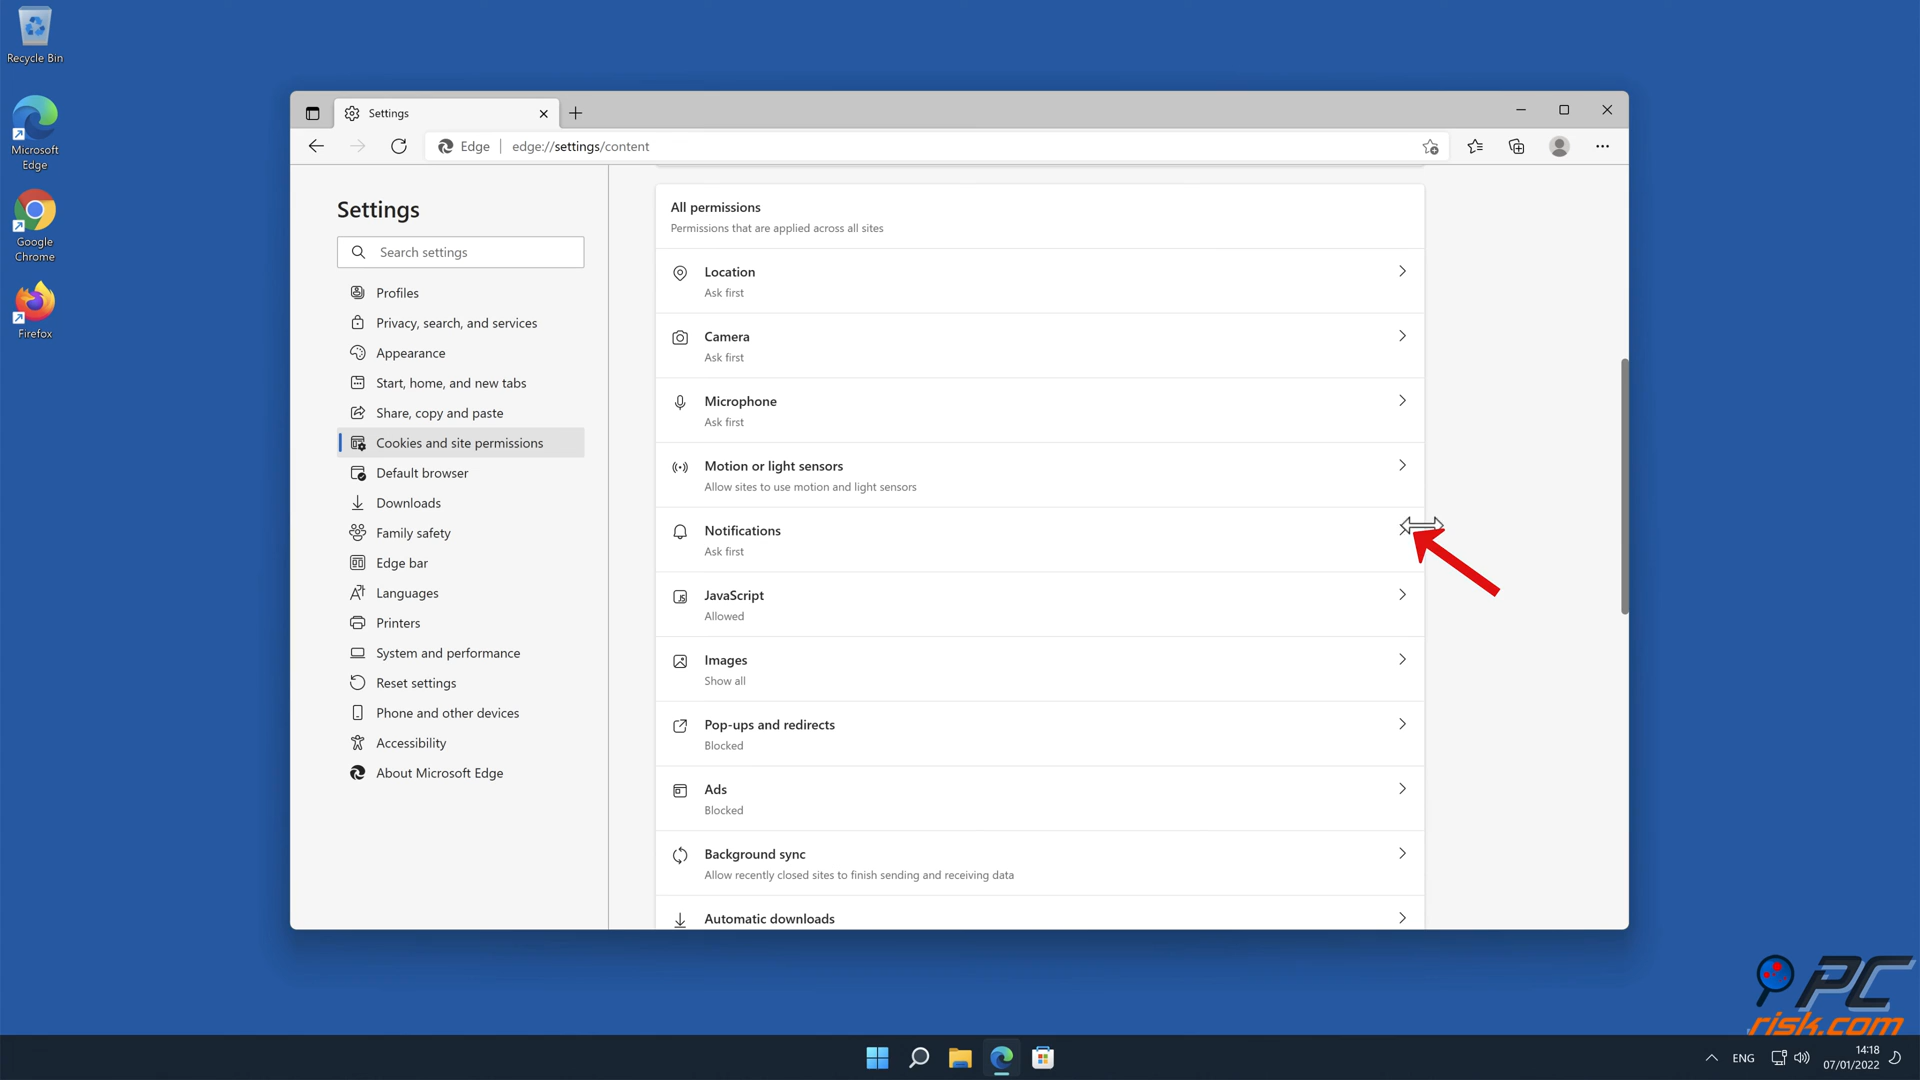 Recycle Bin
Microsoft
Edge
Google
Chrome
Firefox
Settings
Edge
edge://settings/content
Settings
Search settings
Profiles
Privacy, search, and services
Appearance
Start, home, and new tabs
Share, copy and paste
Cookies and site permissions
Default browser
Downloads
Family safety
Edge bar
Languages
Printers
System and performance
Reset settings
Phone and other devices
Accessibility
About Microsoft Edge
All permissions
Permissions that are applied across all sites
Location
Ask first
Camera
Ask first
Microphone
Ask first
Motion or light sensors
Allow sites to use motion and light sensors
Notifications
Ask first
JavaScript
Allowed
Images
Show all
Pop-ups and redirects
Blocked
Ads
Blocked
Background sync
Allow recently closed sites to finish sending and receiving data
Automatic downloads
PC
risk.com
ENG
14:18
07/01/2022